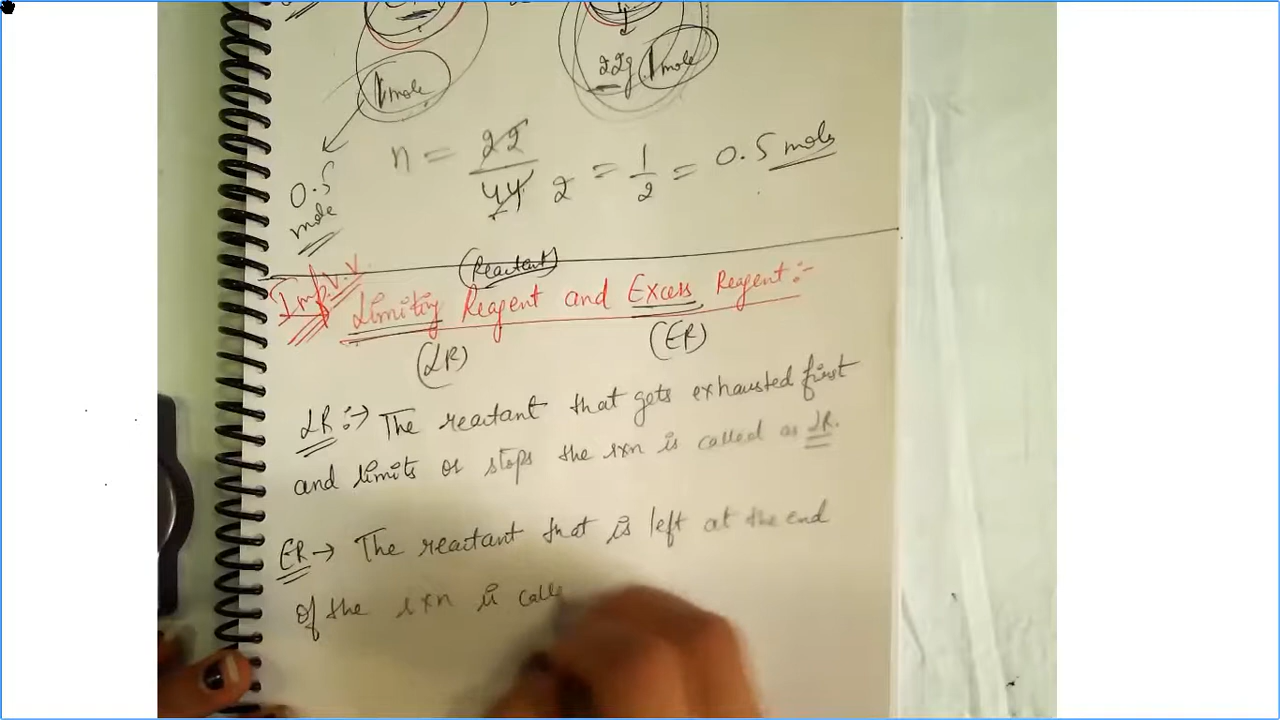 1 mole
22g 1 mole
n = 22/44 2 = 1/2 = 0.5 mole
0.5
mole
(Reactant)
Imp. V. V
Limiting Reagent and Excess Reagent :-
(LR) (ER)
LR :→ The reactant that gets exhausted first
and limits or stops the rxn is called as LR.
ER → The reactant that is left at the end
of the rxn is calle